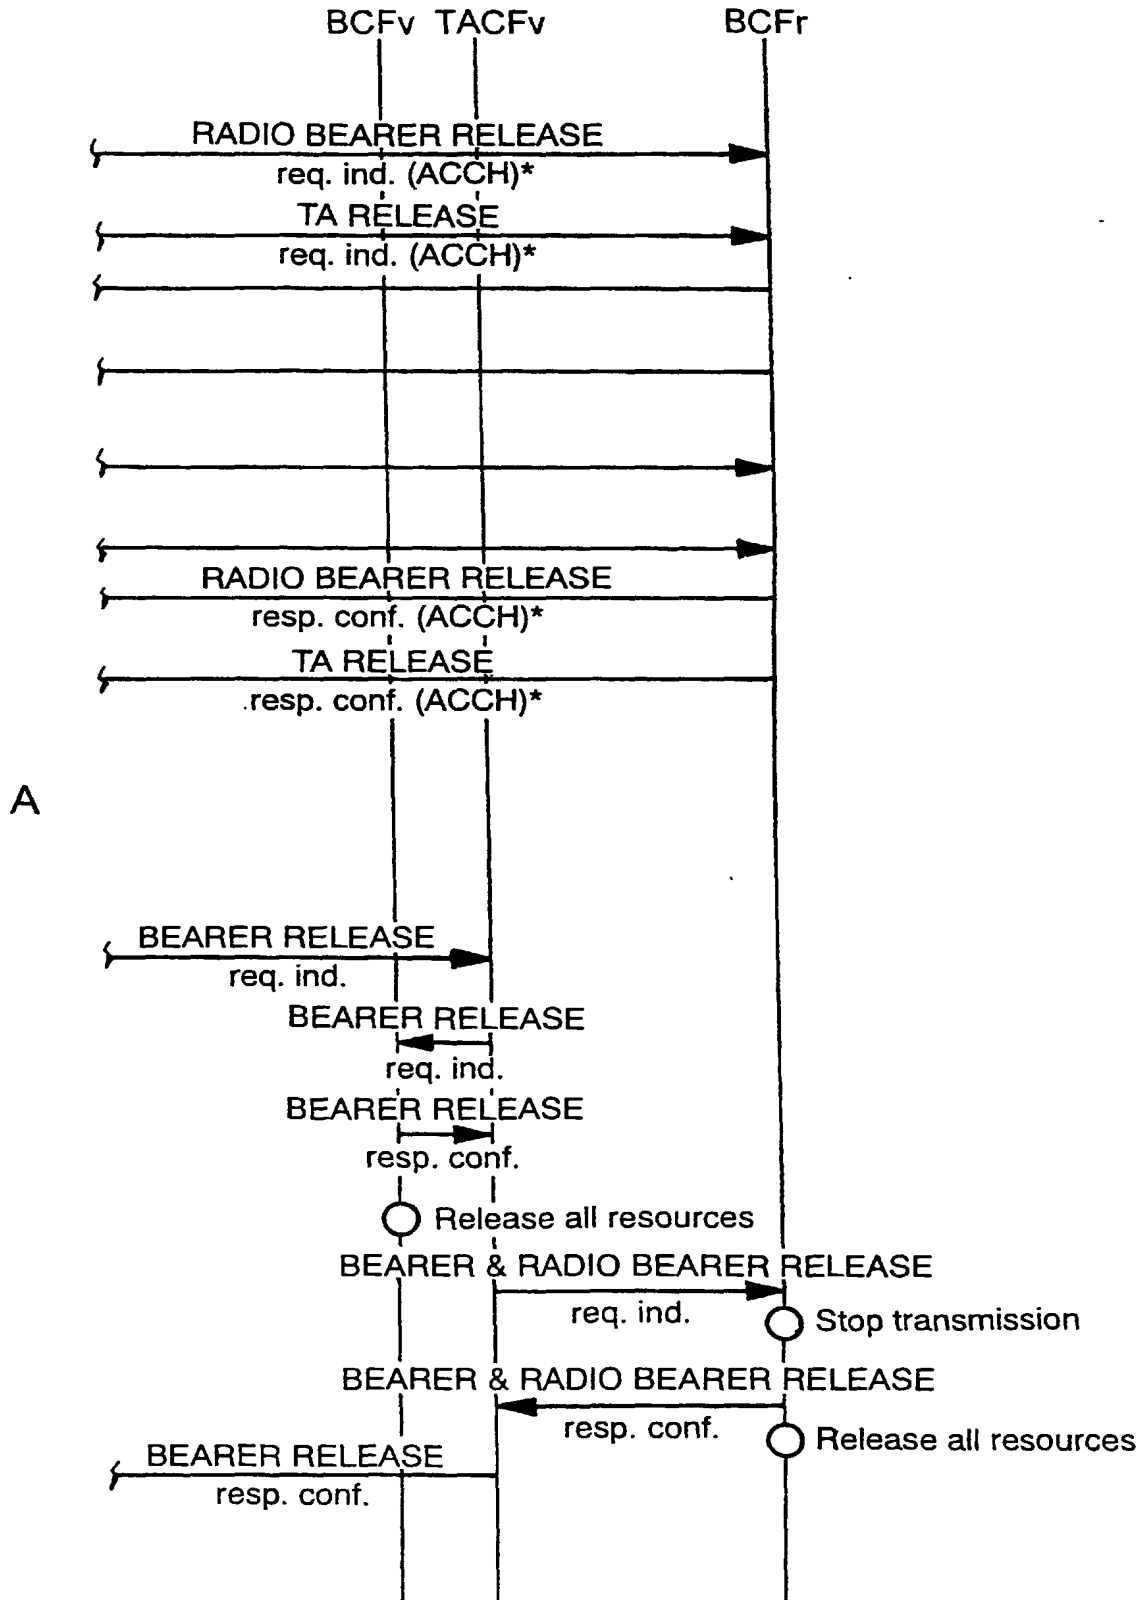 BCFv TACFv BCFr
RADIO BEARER RELEASE
req. ind. (ACCH)*
TA RELEASE
req. ind. (ACCH)*
RADIO BEARER RELEASE
resp. conf. (ACCH)*
TA RELEASE
resp. conf. (ACCH)*
A
BEARER RELEASE
req. ind.
BEARER RELEASE
req. ind.
BEARER RELEASE
resp. conf.
Release all resources
BEARER & RADIO BEARER RELEASE
req. ind.
Stop transmission
BEARER & RADIO BEARER RELEASE
resp. conf.
Release all resources
BEARER RELEASE
resp. conf.